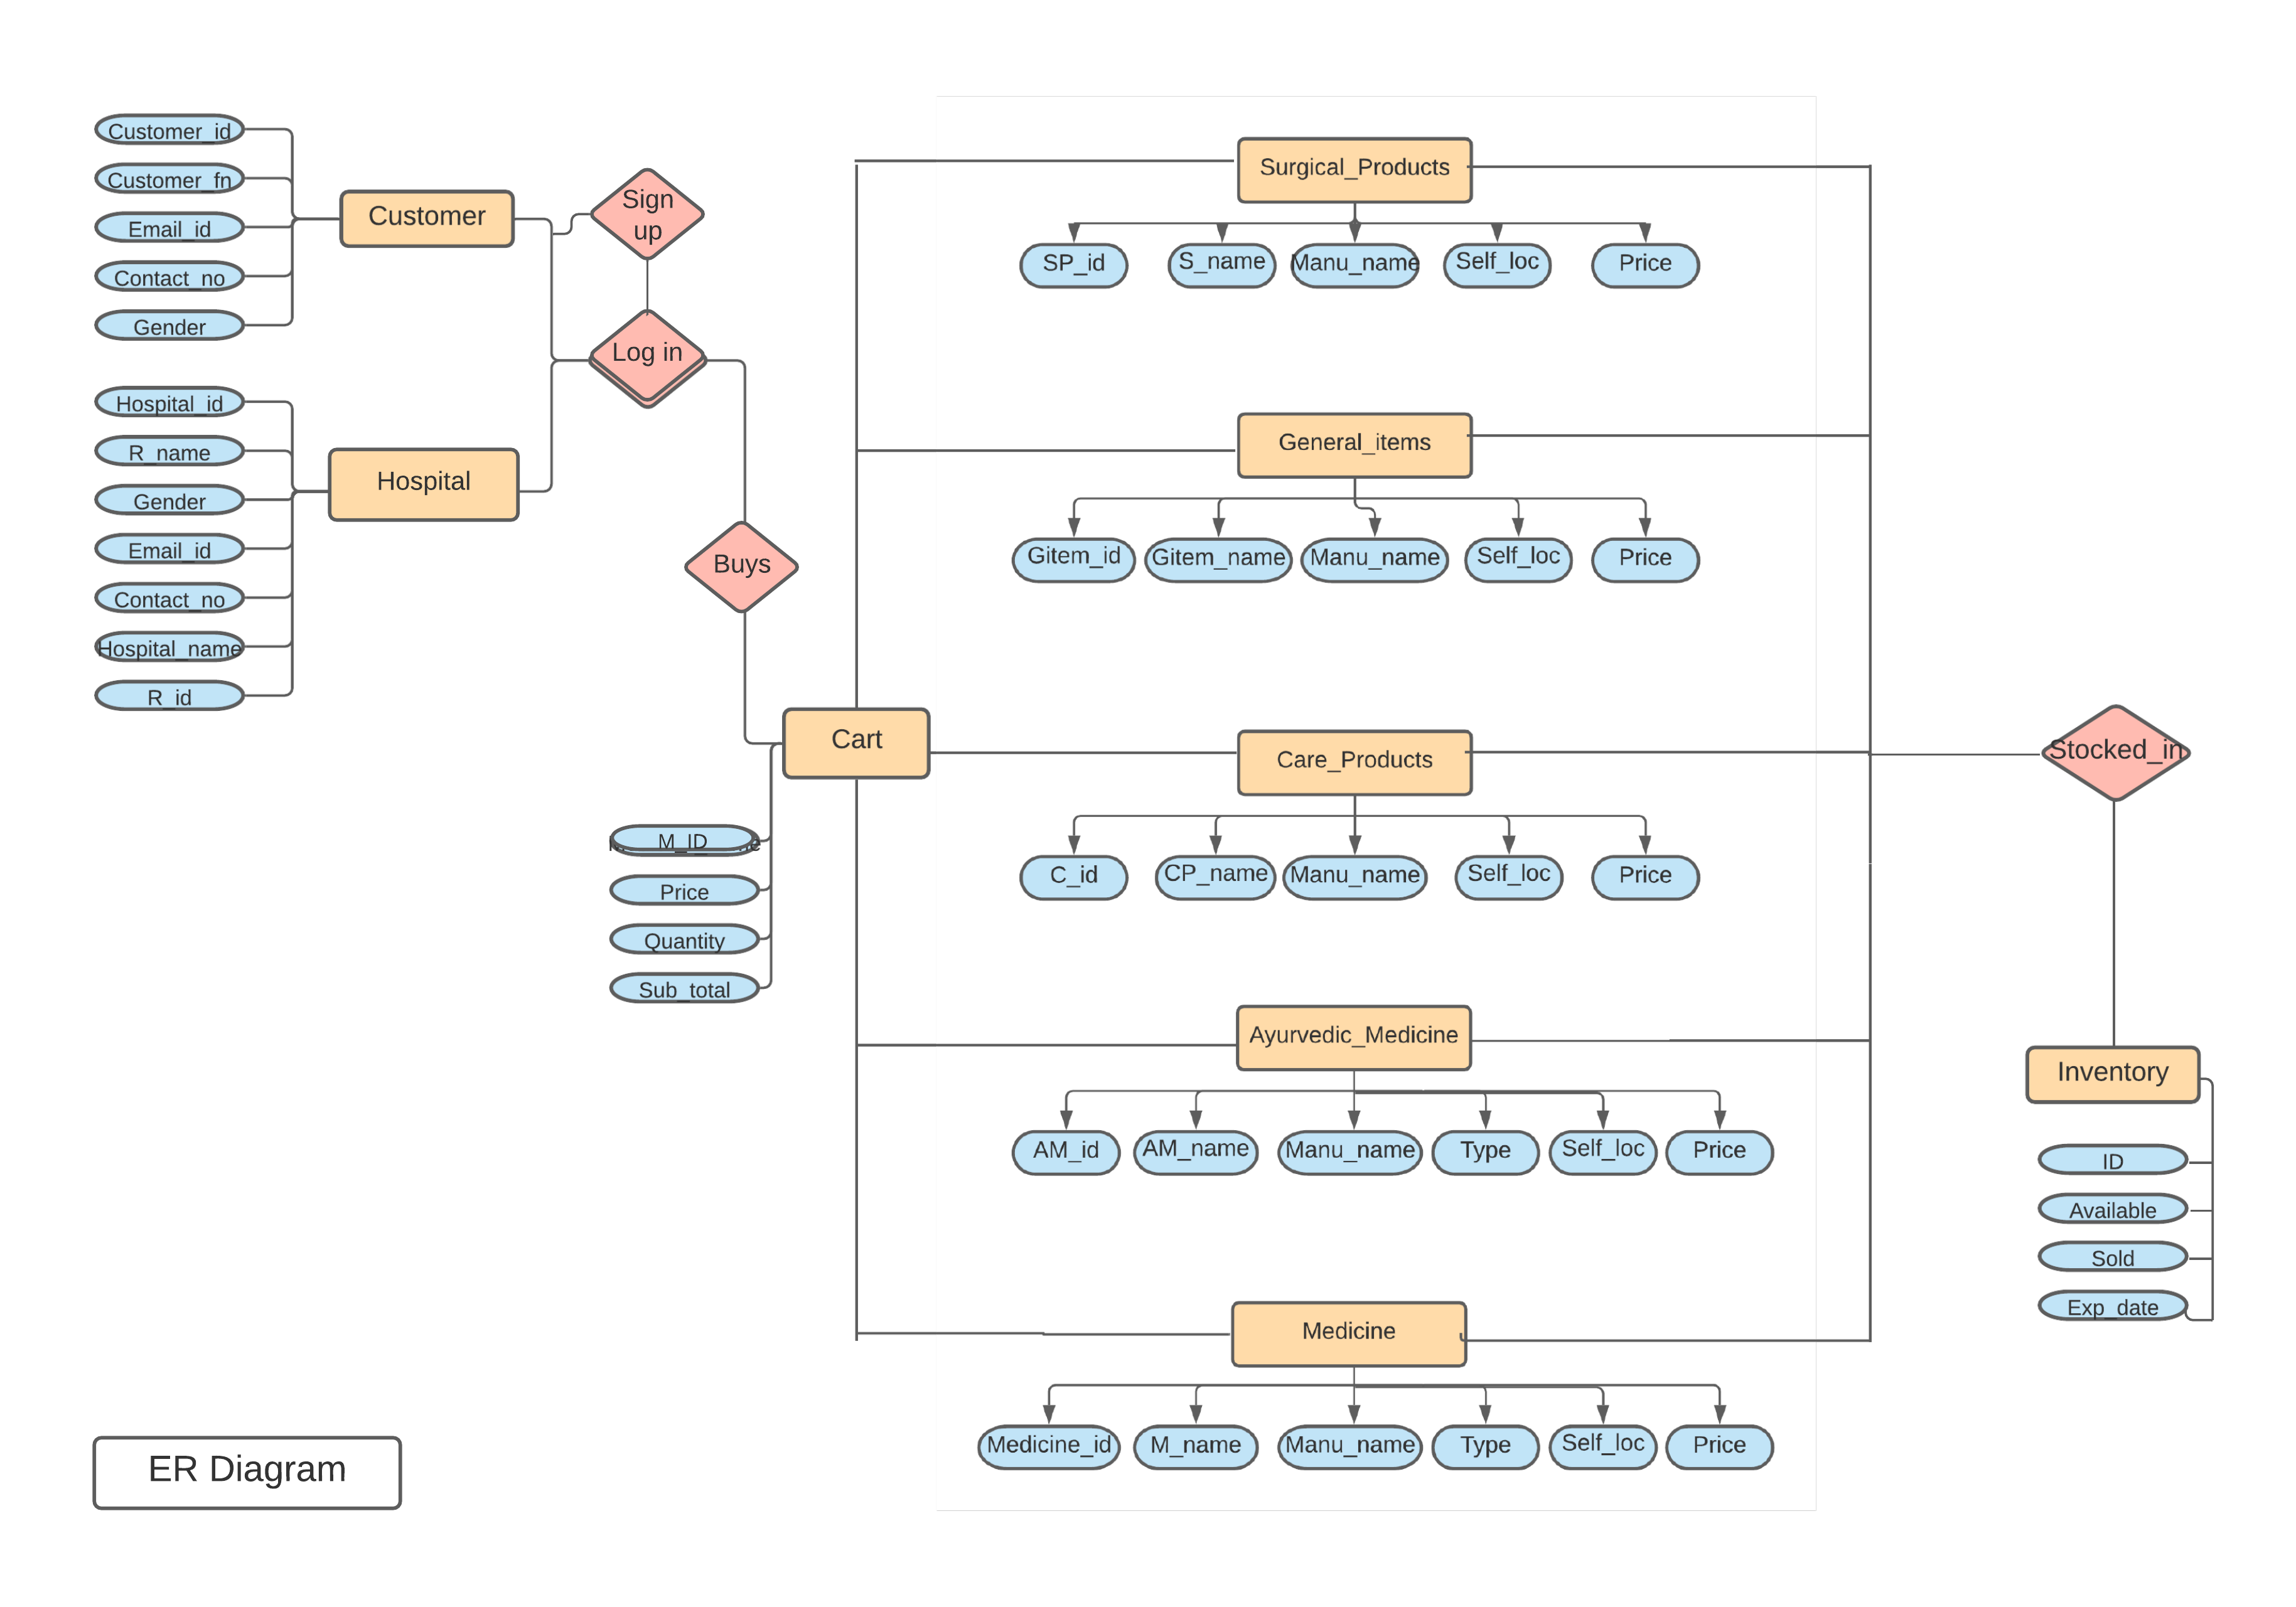 Customer_id
Customer_fn
Email_id
Contact_no
Gender
Customer
Sign
up
Log in
Hospital_id
R_name
Gender
Email_id
Contact_no
Hospital_name
R_id
Hospital
Buys
Cart
M_ID
Price
Quantity
Sub_total
Surgical_Products
SP_id
S_name
Manu_name
Self_loc
Price
General_items
Gitem_id
Gitem_name
Manu_name
Self_loc
Price
Care_Products
C_id
CP_name
Manu_name
Self_loc
Price
Ayurvedic_Medicine
AM_id
AM_name
Manu_name
Type
Self_loc
Price
Medicine
Medicine_id
M_name
Manu_name
Type
Self_loc
Price
Stocked_in
Inventory
ID
Available
Sold
Exp_date
ER Diagram